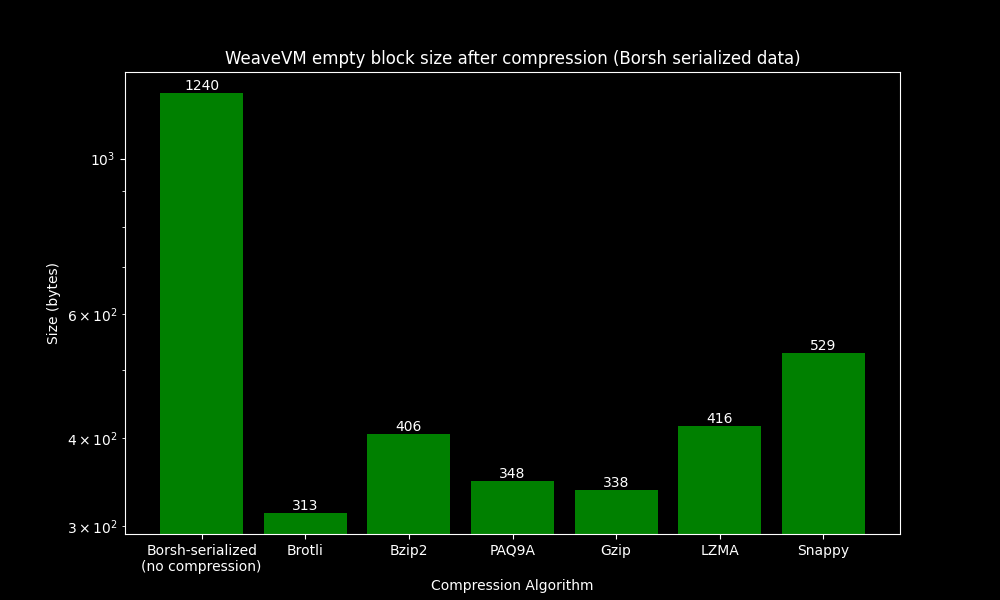 WeaveVM empty block size after compression (Borsh serialized data)
Size (bytes)
10³
6 × 10²
4 × 10²
3 × 10²
1240
313
406
348
338
416
529
Borsh-serialized
(no compression)
Brotli
Bzip2
PAQ9A
Gzip
LZMA
Snappy
Compression Algorithm